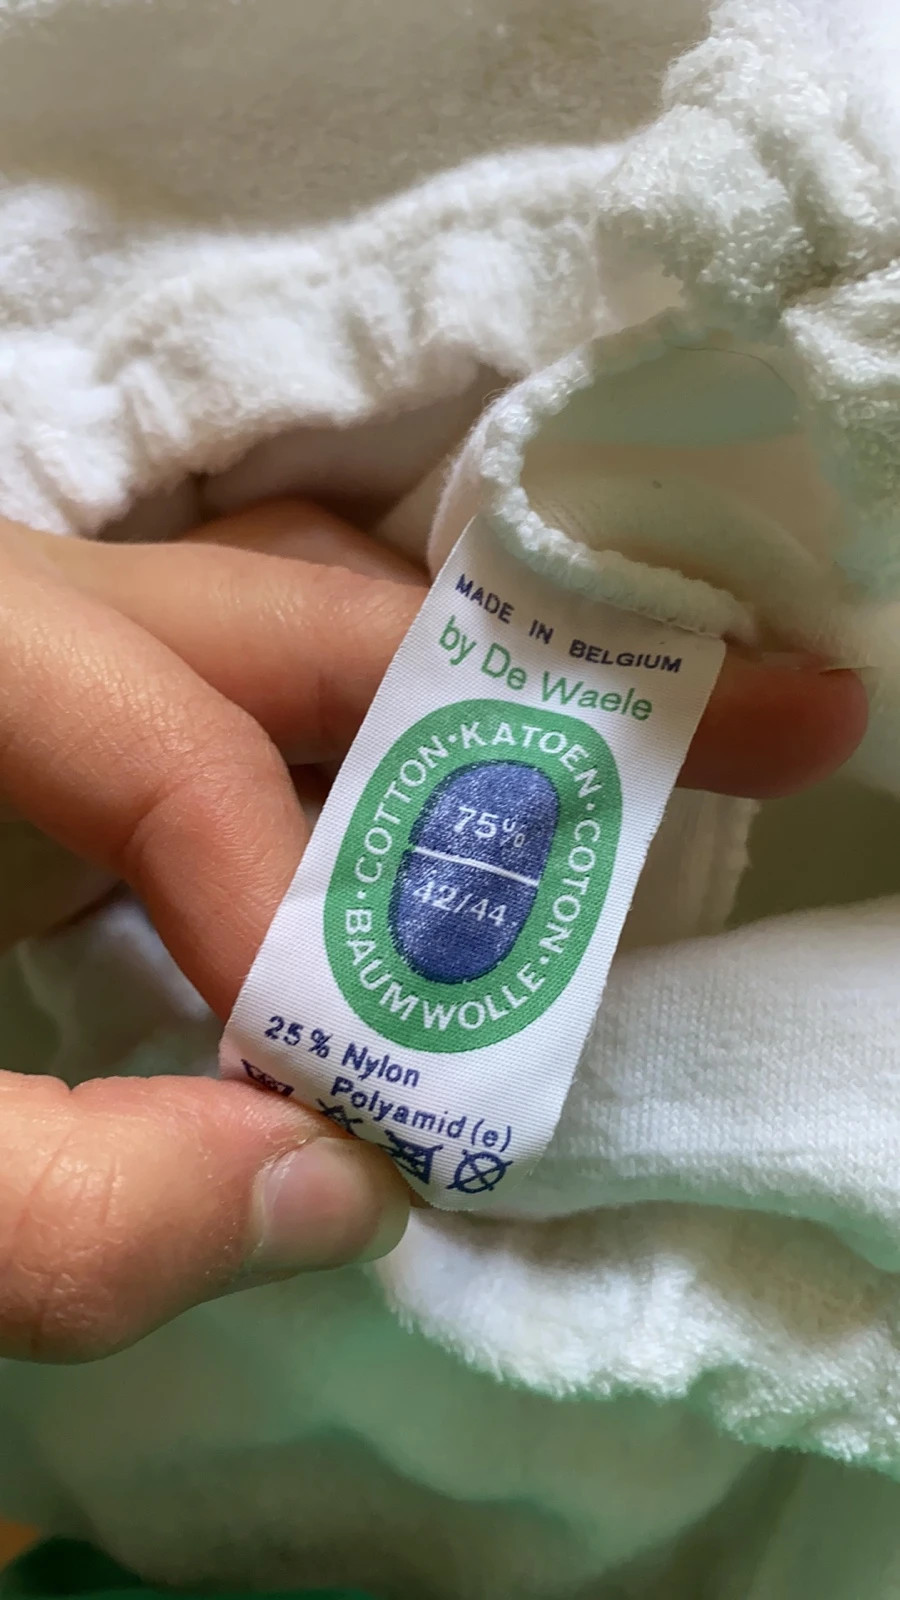 MADE IN BELGIUM
by De Waele
· COTTON · KATOEN · COTON · BAUMWOLLE
75%
42/44
25% Nylon
Polyamid(e)